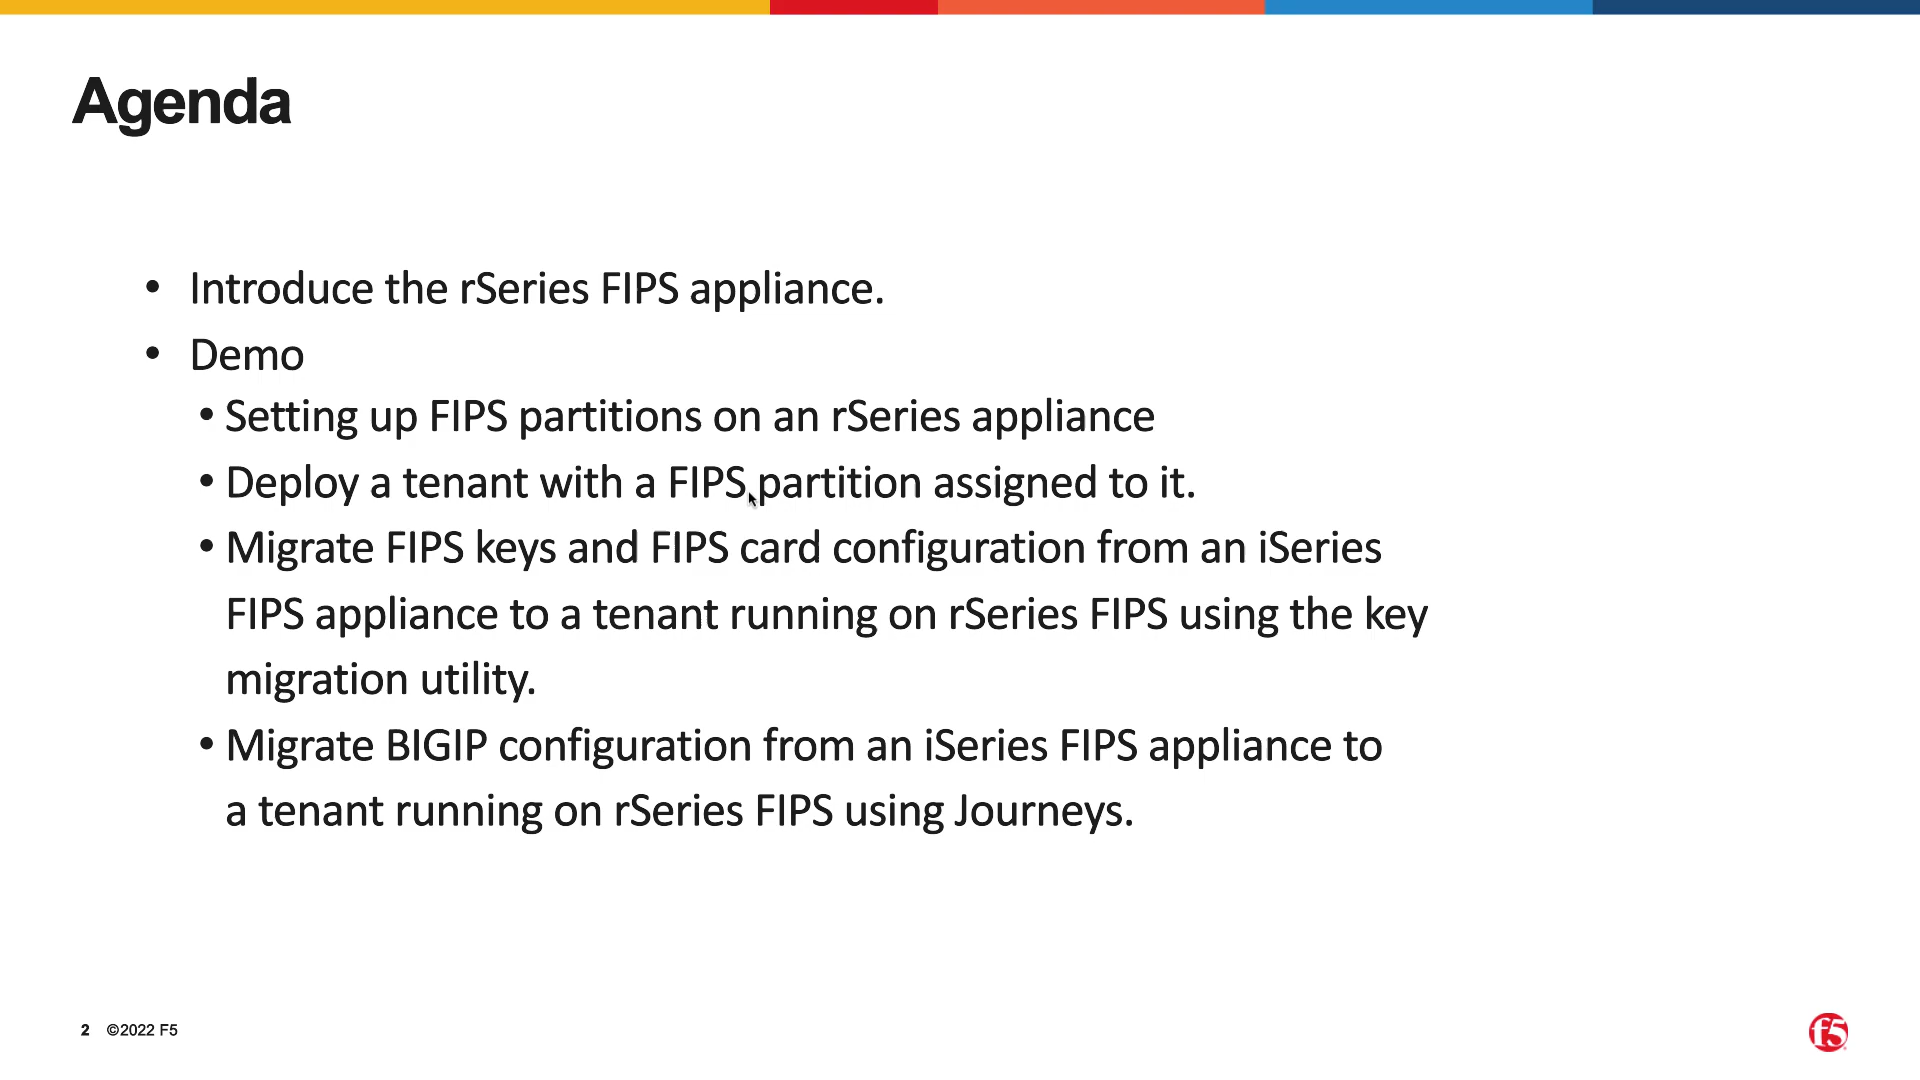 Agenda
• Introduce the rSeries FIPS appliance.
• Demo
• Setting up FIPS partitions on an rSeries appliance
• Deploy a tenant with a FIPS partition assigned to it.
• Migrate FIPS keys and FIPS card configuration from an iSeries
FIPS appliance to a tenant running on rSeries FIPS using the key
migration utility.
• Migrate BIGIP configuration from an iSeries FIPS appliance to
a tenant running on rSeries FIPS using Journeys.
2 ©2022 F5
f5